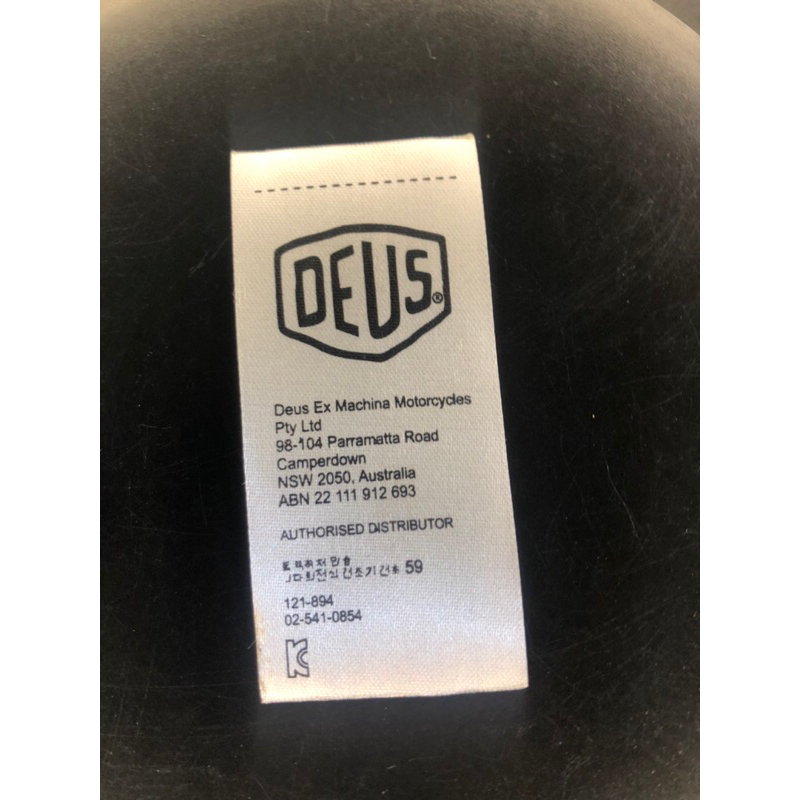 DEUS®
Deus Ex Machina Motorcycles
Pty Ltd
98-104 Parramatta Road
Camperdown
NSW 2050, Australia
ABN 22 111 912 693
AUTHORISED DISTRIBUTOR
59
121-894
02-541-0854